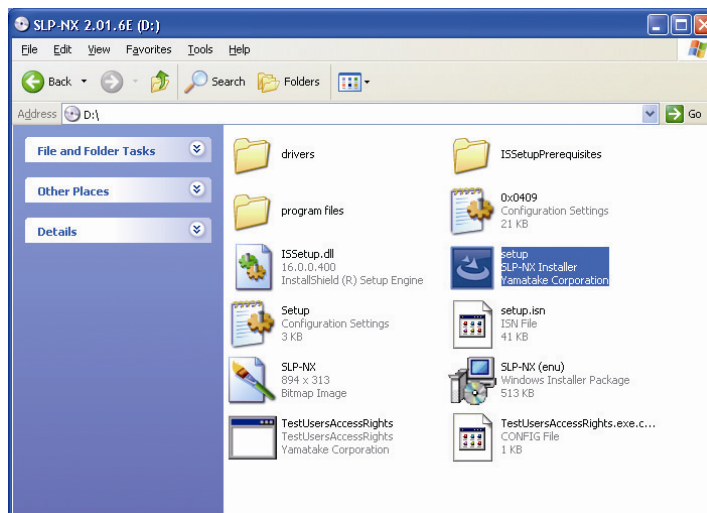 SLP-NX 2.01.6E (D:)
File Edit View Favorites Tools Help
Back Search Folders
Address D:\ Go
File and Folder Tasks
Other Places
Details
drivers
ISSetupPrerequisites
program files
0x0409
Configuration Settings
21 KB
ISSetup.dll
16.0.0.400
InstallShield (R) Setup Engine
setup
SLP-NX Installer
Yamatake Corporation
Setup
Configuration Settings
3 KB
setup.isn
ISN File
41 KB
SLP-NX
894 x 313
Bitmap Image
SLP-NX (enu)
Windows Installer Package
513 KB
TestUsersAccessRights
TestUsersAccessRights
Yamatake Corporation
TestUsersAccessRights.exe.c...
CONFIG File
1 KB